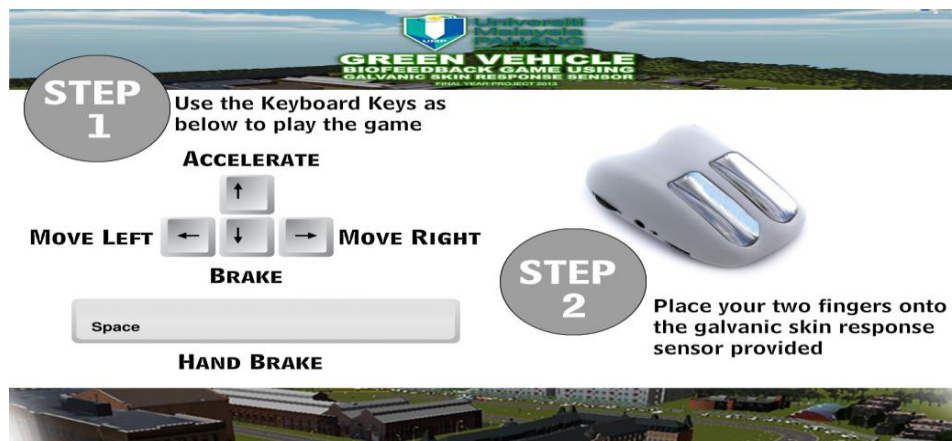 UMP
Universiti
Malaysia
PAHANG
GREEN VEHICLE
BIOFEEDBACK GAME USING
GALVANIC SKIN RESPONSE SENSOR
FINAL YEAR PROJECT 2013
STEP
1
Use the Keyboard Keys as
below to play the game
ACCELERATE
↑
MOVE LEFT ← ↓ → MOVE RIGHT
BRAKE
Space
HAND BRAKE
STEP
2
Place your two fingers onto
the galvanic skin response
sensor provided